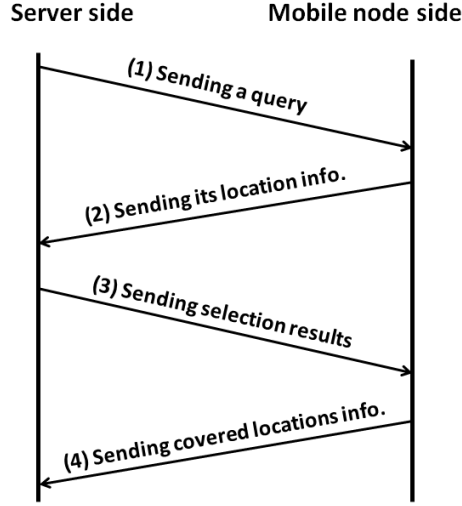 Server side
Mobile node side
(1) Sending a query
(2) Sending its location info.
(3) Sending selection results
(4) Sending covered locations info.